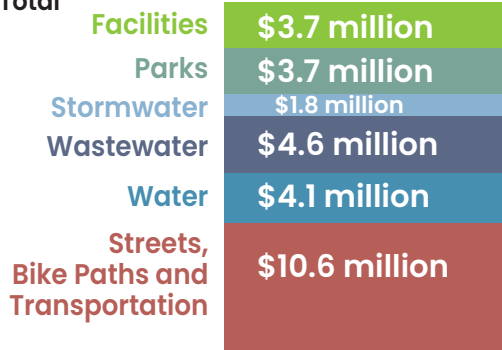 Total
Facilities $3.7 million
Parks $3.7 million
Stormwater $1.8 million
Wastewater $4.6 million
Water $4.1 million
Streets,
Bike Paths and
Transportation
$10.6 million